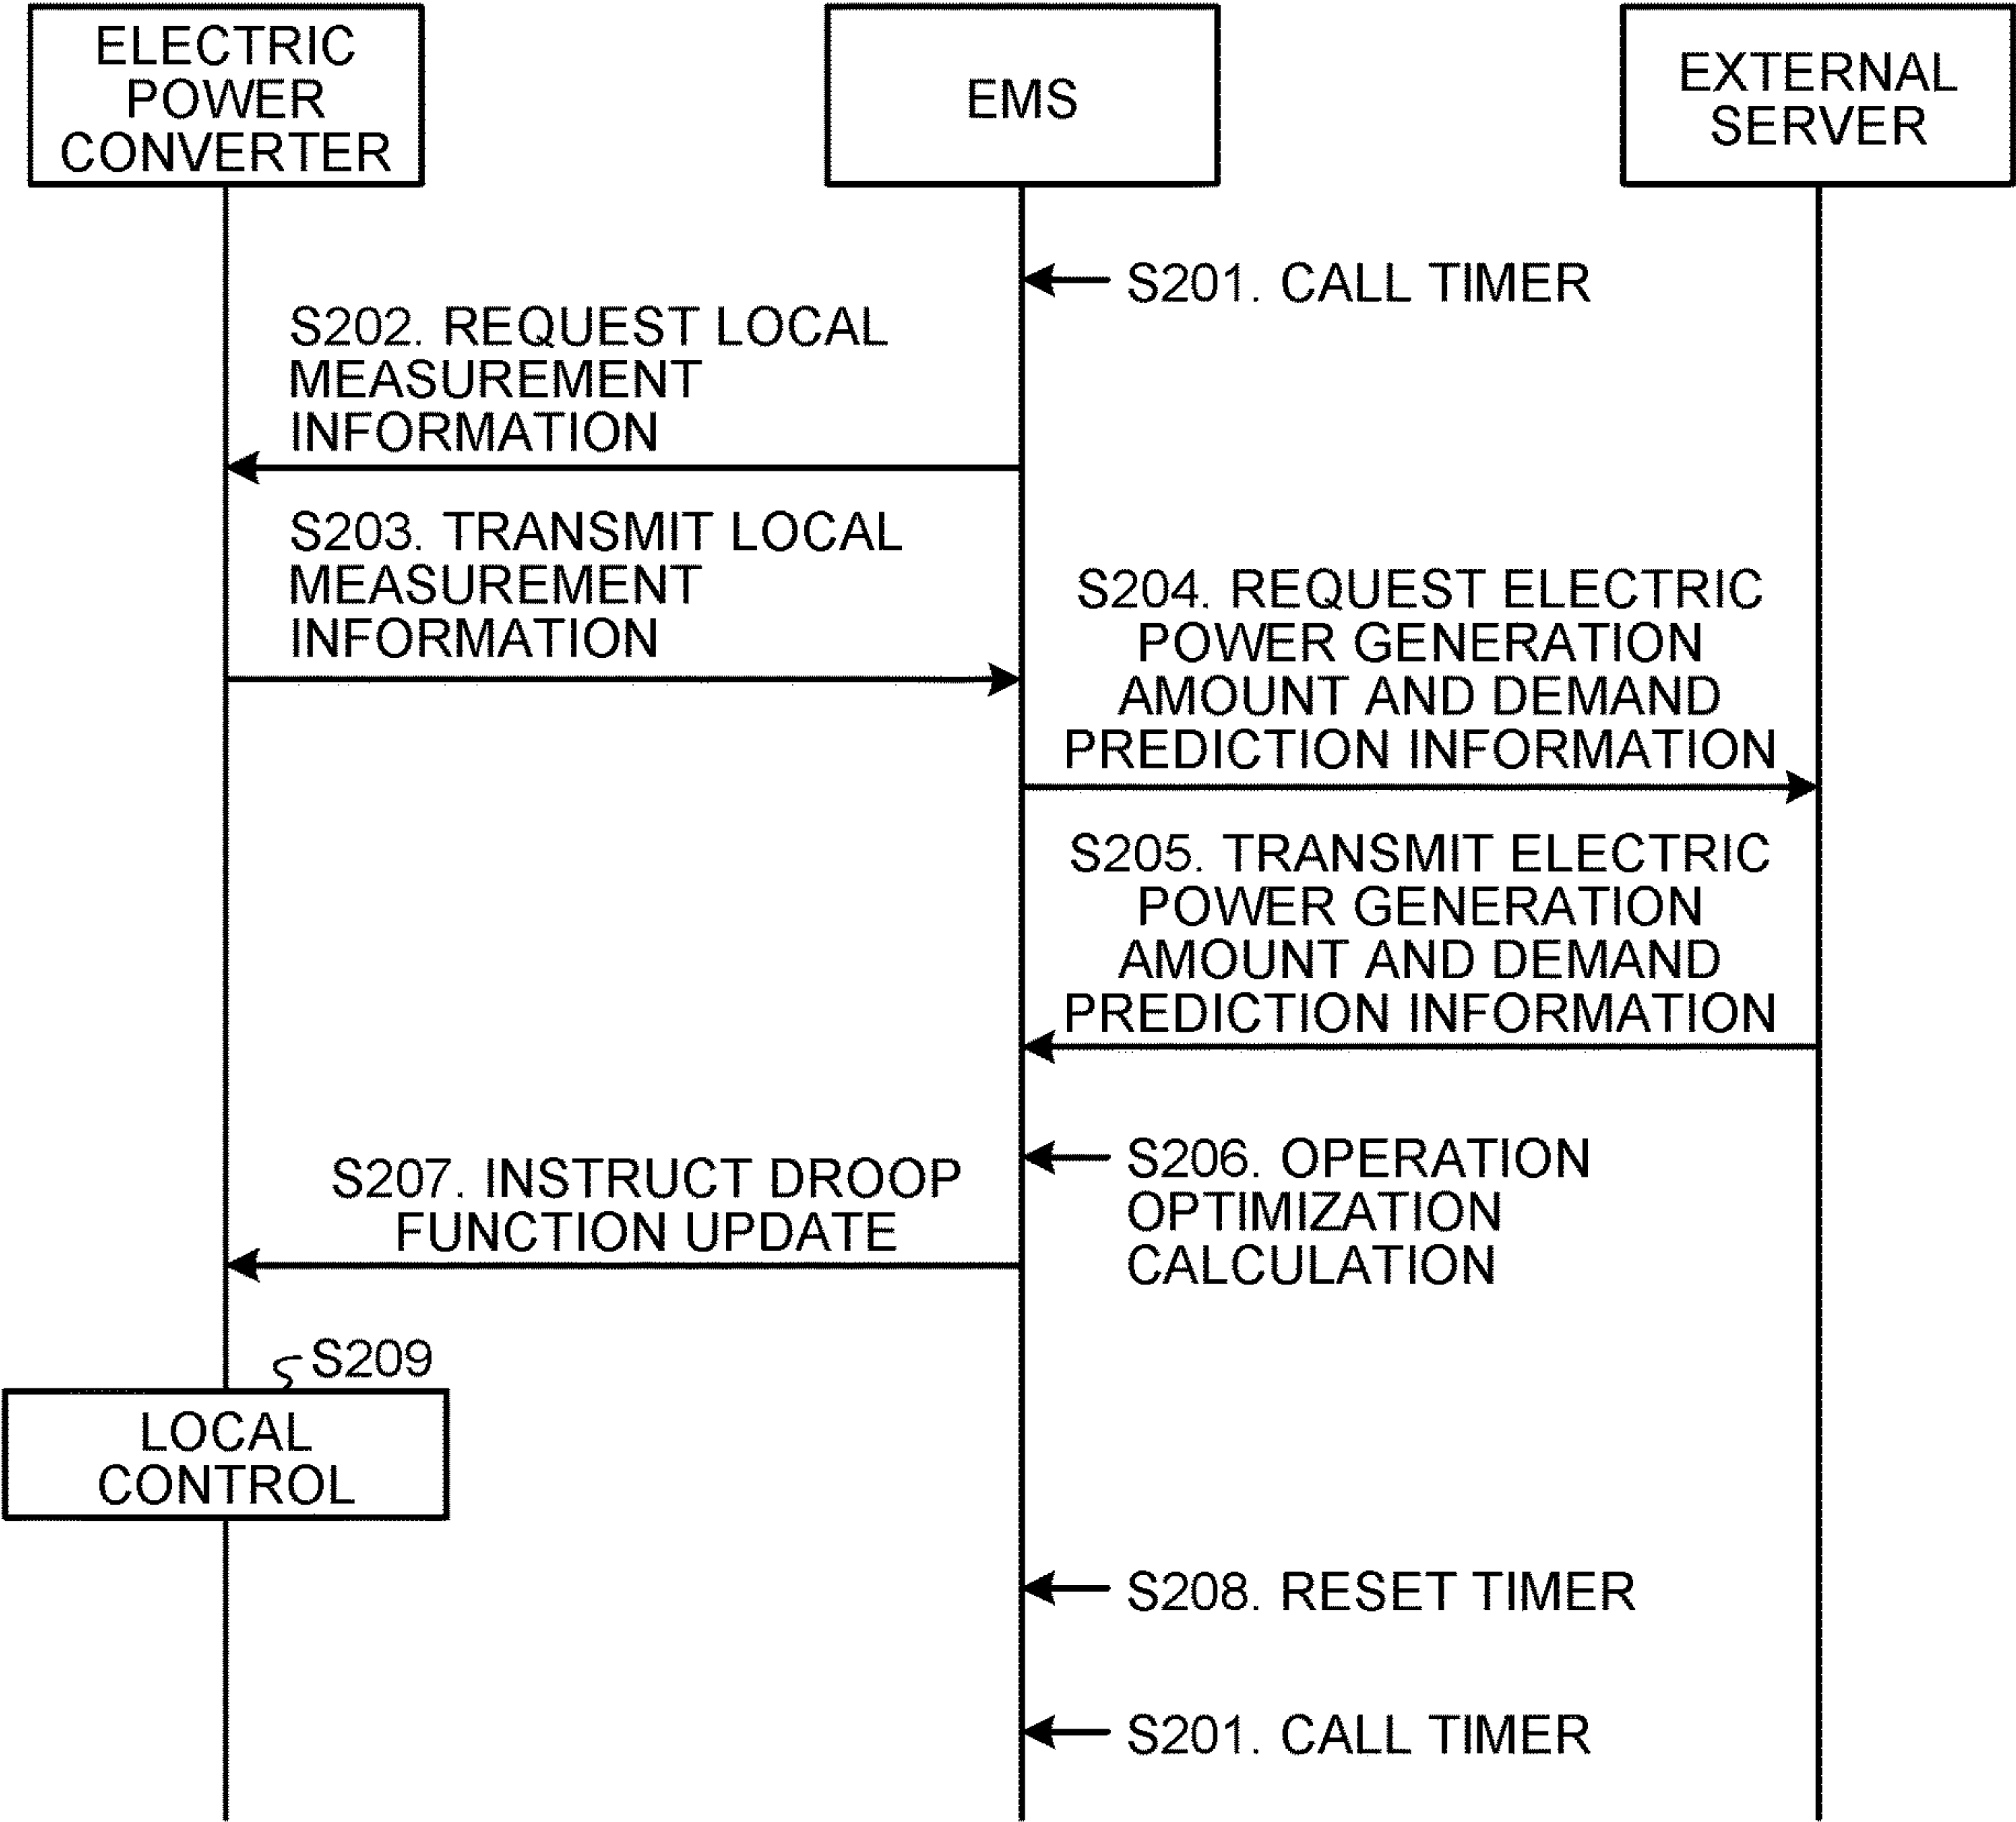 ELECTRIC
POWER
CONVERTER
EMS
EXTERNAL
SERVER
S201. CALL TIMER
S202. REQUEST LOCAL
MEASUREMENT
INFORMATION
S203. TRANSMIT LOCAL
MEASUREMENT
INFORMATION
S204. REQUEST ELECTRIC
POWER GENERATION
AMOUNT AND DEMAND
PREDICTION INFORMATION
S205. TRANSMIT ELECTRIC
POWER GENERATION
AMOUNT AND DEMAND
PREDICTION INFORMATION
S206. OPERATION
OPTIMIZATION
CALCULATION
S207. INSTRUCT DROOP
FUNCTION UPDATE
S209
LOCAL
CONTROL
S208. RESET TIMER
S201. CALL TIMER